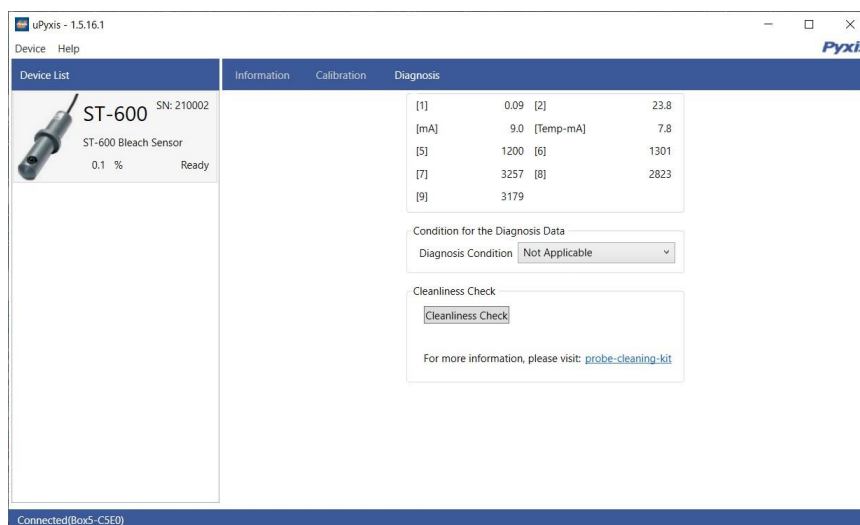 uPyxis - 1.5.16.1
Device Help
Device List
Information Calibration Diagnosis
ST-600 SN: 210002
ST-600 Bleach Sensor
0.1 % Ready
[1] 0.09 [2] 23.8
[mA] 9.0 [Temp-mA] 7.8
[5] 1200 [6] 1301
[7] 3257 [8] 2823
[9] 3179
Condition for the Diagnosis Data
Diagnosis Condition Not Applicable
Cleanliness Check
Cleanliness Check
For more information, please visit: probe-cleaning-kit
Connected(Box5-C5E0)